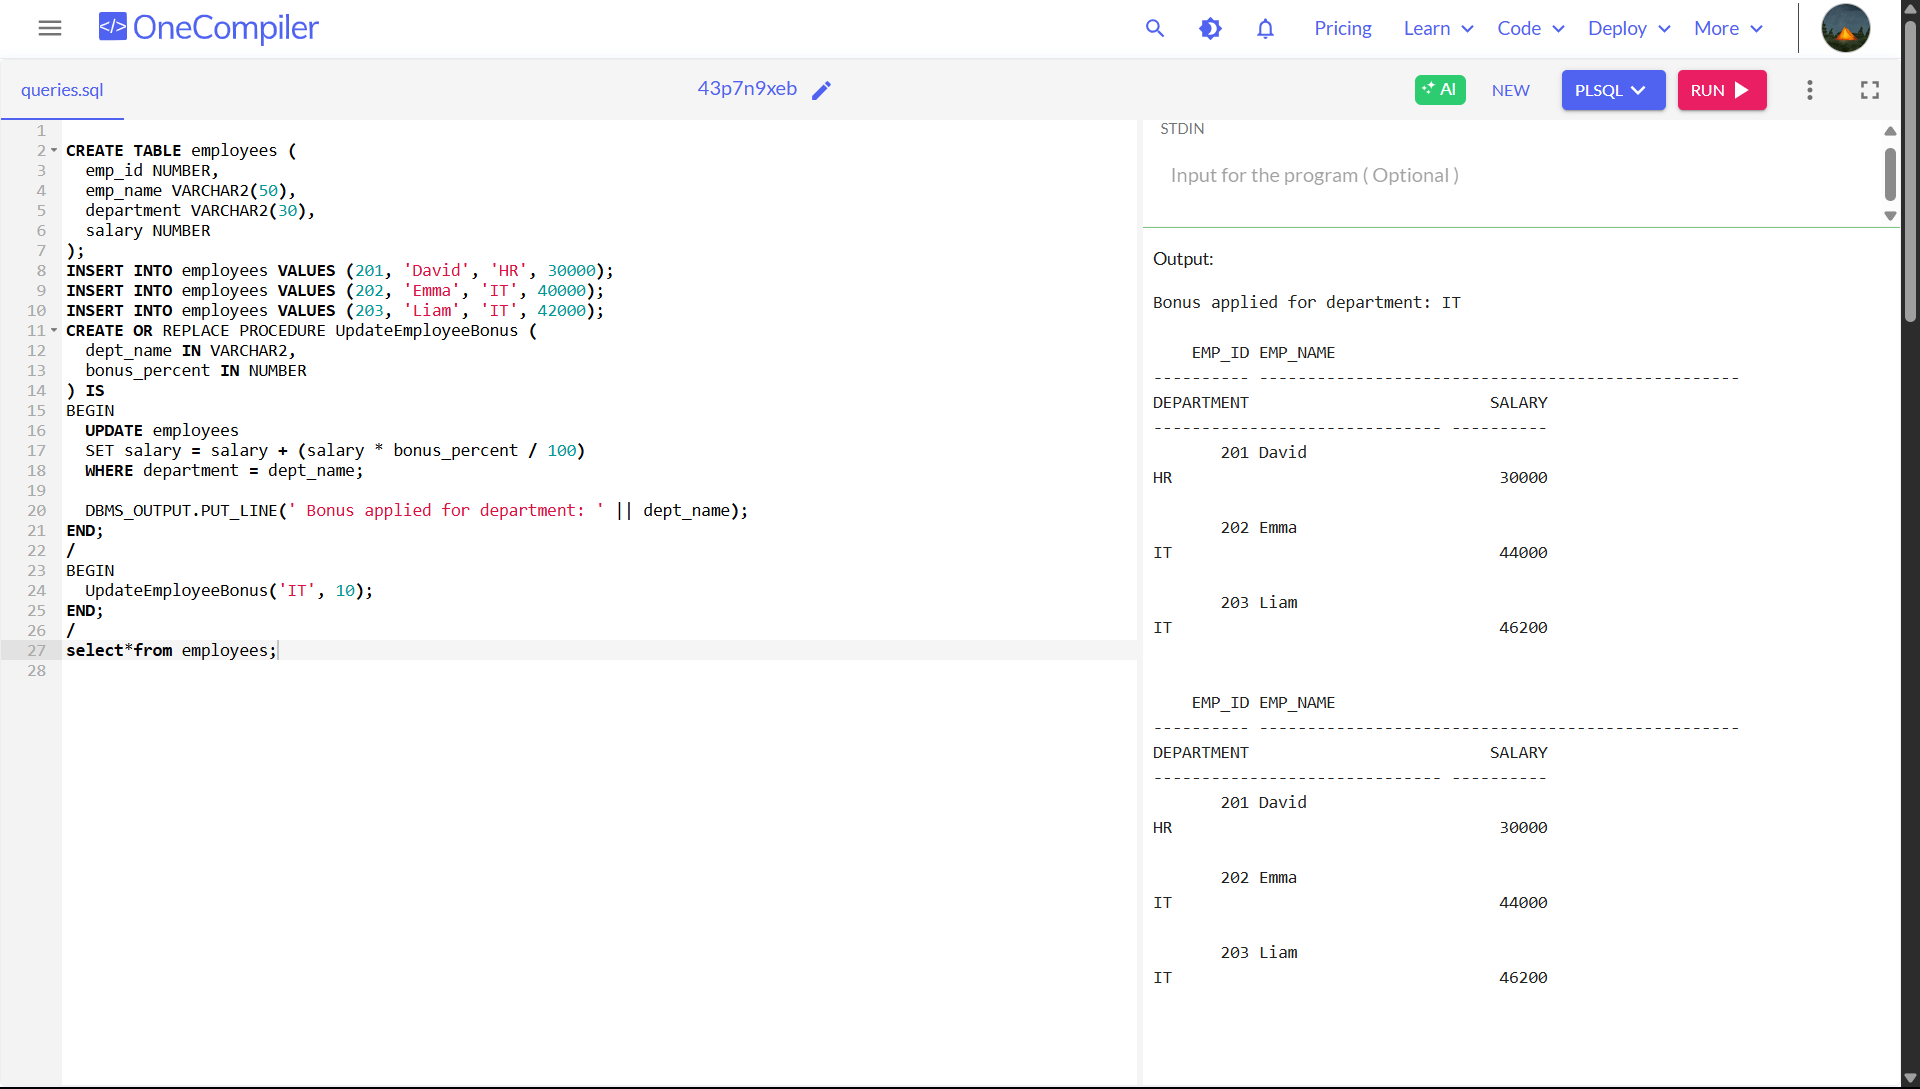 </> OneCompiler
Pricing Learn Code Deploy More
queries.sql
43p7n9xeb
AI NEW PLSQL RUN
1
2 CREATE TABLE employees (
3   emp_id NUMBER,
4   emp_name VARCHAR2(50),
5   department VARCHAR2(30),
6   salary NUMBER
7 );
8 INSERT INTO employees VALUES (201, 'David', 'HR', 30000);
9 INSERT INTO employees VALUES (202, 'Emma', 'IT', 40000);
10 INSERT INTO employees VALUES (203, 'Liam', 'IT', 42000);
11 CREATE OR REPLACE PROCEDURE UpdateEmployeeBonus (
12   dept_name IN VARCHAR2,
13   bonus_percent IN NUMBER
14 ) IS
15 BEGIN
16   UPDATE employees
17   SET salary = salary + (salary * bonus_percent / 100)
18   WHERE department = dept_name;
19
20   DBMS_OUTPUT.PUT_LINE(' Bonus applied for department: ' || dept_name);
21 END;
22 /
23 BEGIN
24   UpdateEmployeeBonus('IT', 10);
25 END;
26 /
27 select*from employees;
28
STDIN
Input for the program ( Optional )
Output:
Bonus applied for department: IT
    EMP_ID EMP_NAME
---------- --------------------------------------------------
DEPARTMENT                         SALARY
------------------------------ ----------
       201 David
HR                                  30000
       202 Emma
IT                                  44000
       203 Liam
IT                                  46200
    EMP_ID EMP_NAME
---------- --------------------------------------------------
DEPARTMENT                         SALARY
------------------------------ ----------
       201 David
HR                                  30000
       202 Emma
IT                                  44000
       203 Liam
IT                                  46200